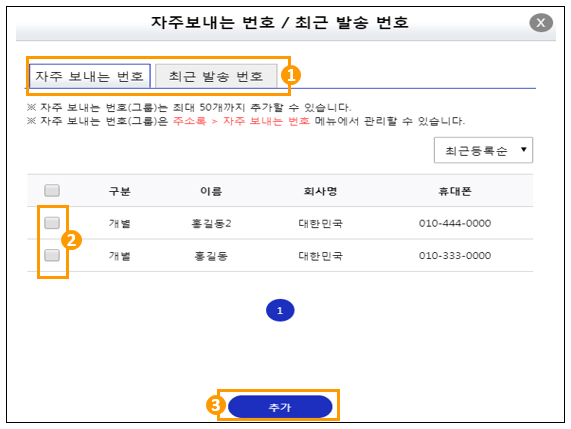 자주보내는 번호 / 최근 발송 번호 X
자주 보내는 번호 최근 발송 번호 1
※ 자주 보내는 번호(그룹)는 최대 50개까지 추가할 수 있습니다.
※ 자주 보내는 번호(그룹)은 주소록 > 자주 보내는 번호 메뉴에서 관리할 수 있습니다.
최근등록순 ▼
구분 이름 회사명 휴대폰
개별 홍길동2 대한민국 010-444-0000
2
개별 홍길동 대한민국 010-333-0000
1
3 추가